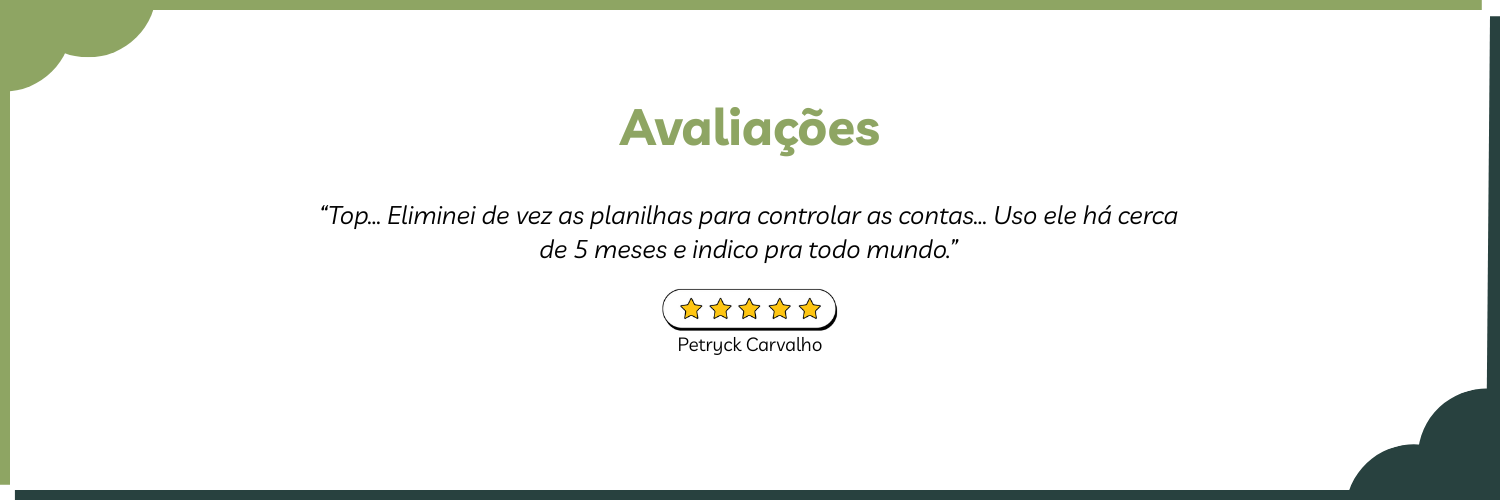 Avaliações
“Top... Eliminei de vez as planilhas para controlar as contas... Uso ele há cerca
de 5 meses e indico pra todo mundo.”
Petryck Carvalho